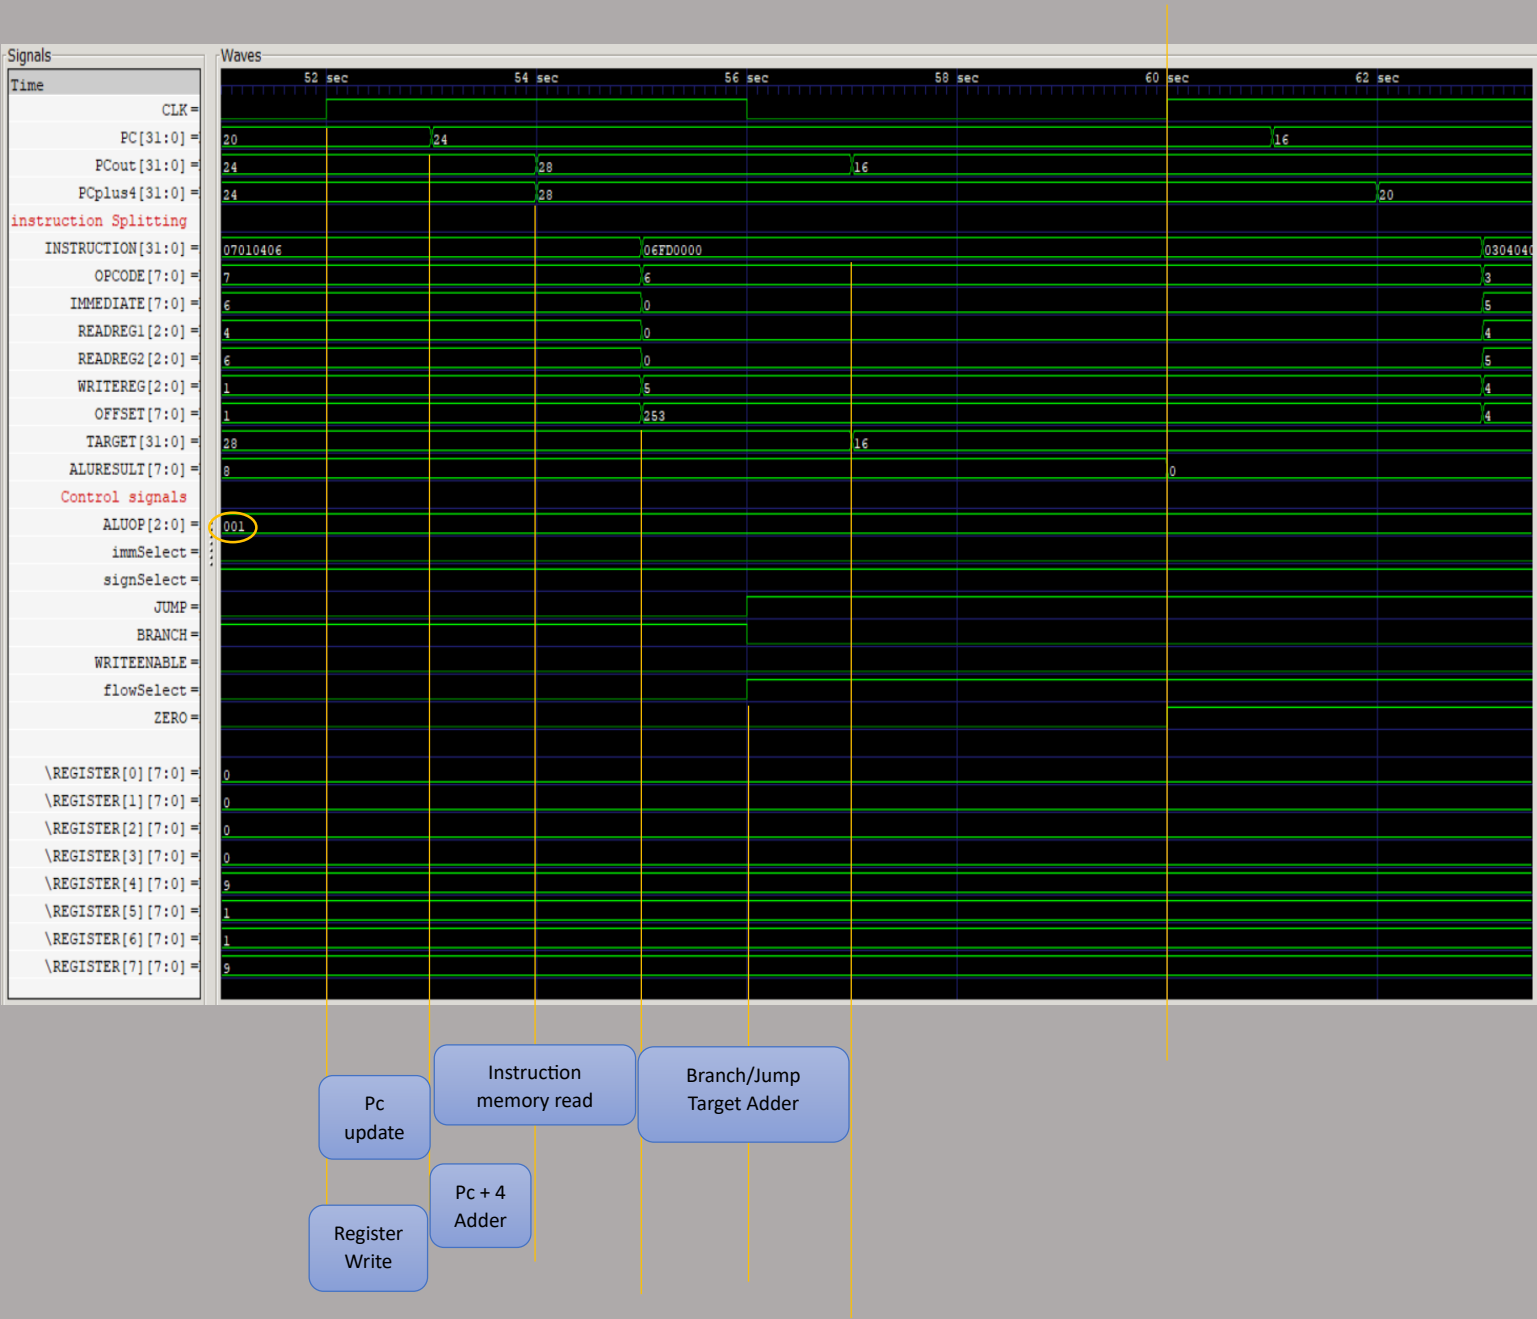 Signals
Waves
Time
52 sec 54 sec 56 sec 58 sec 60 sec 62 sec
CLK =
PC[31:0] = 20 24 16
PCout[31:0] = 24 28 16
PCplus4[31:0] = 24 28 20
instruction Splitting
INSTRUCTION[31:0] = 07010406 06FD0000 0304040
OPCODE[7:0] = 7 6 3
IMMEDIATE[7:0] = 6 0 5
READREG1[2:0] = 4 0 4
READREG2[2:0] = 6 0 5
WRITEREG[2:0] = 1 5 4
OFFSET[7:0] = 1 253 4
TARGET[31:0] = 28 16
ALURESULT[7:0] = 8 0
Control signals
ALUOP[2:0] = 001
immSelect =
signSelect =
JUMP =
BRANCH =
WRITEENABLE =
flowSelect =
ZERO =
\REGISTER[0][7:0] = 0
\REGISTER[1][7:0] = 0
\REGISTER[2][7:0] = 0
\REGISTER[3][7:0] = 0
\REGISTER[4][7:0] = 9
\REGISTER[5][7:0] = 1
\REGISTER[6][7:0] = 1
\REGISTER[7][7:0] = 9
Pc
update
Instruction
memory read
Branch/Jump
Target Adder
Register
Write
Pc + 4
Adder